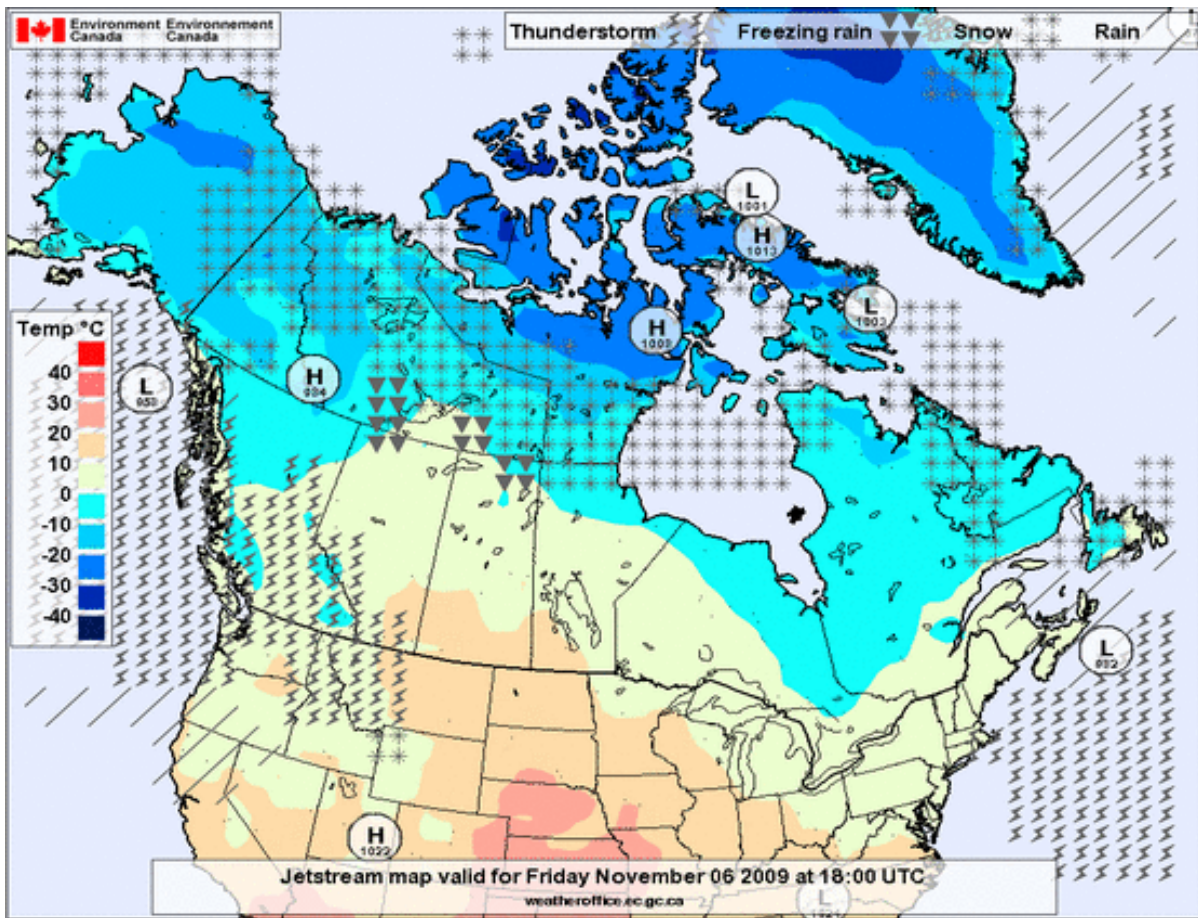 Environment Environnement
Canada Canada
Thunderstorm Freezing rain Snow Rain
L
1001
H
1013
L
1003
H
1000
Temp °C
40
30
20
10
0
-10
-20
-30
-40
L
H
L
H
1022
Jetstream map valid for Friday November 06 2009 at 18:00 UTC
weatheroffice.ec.gc.ca
L